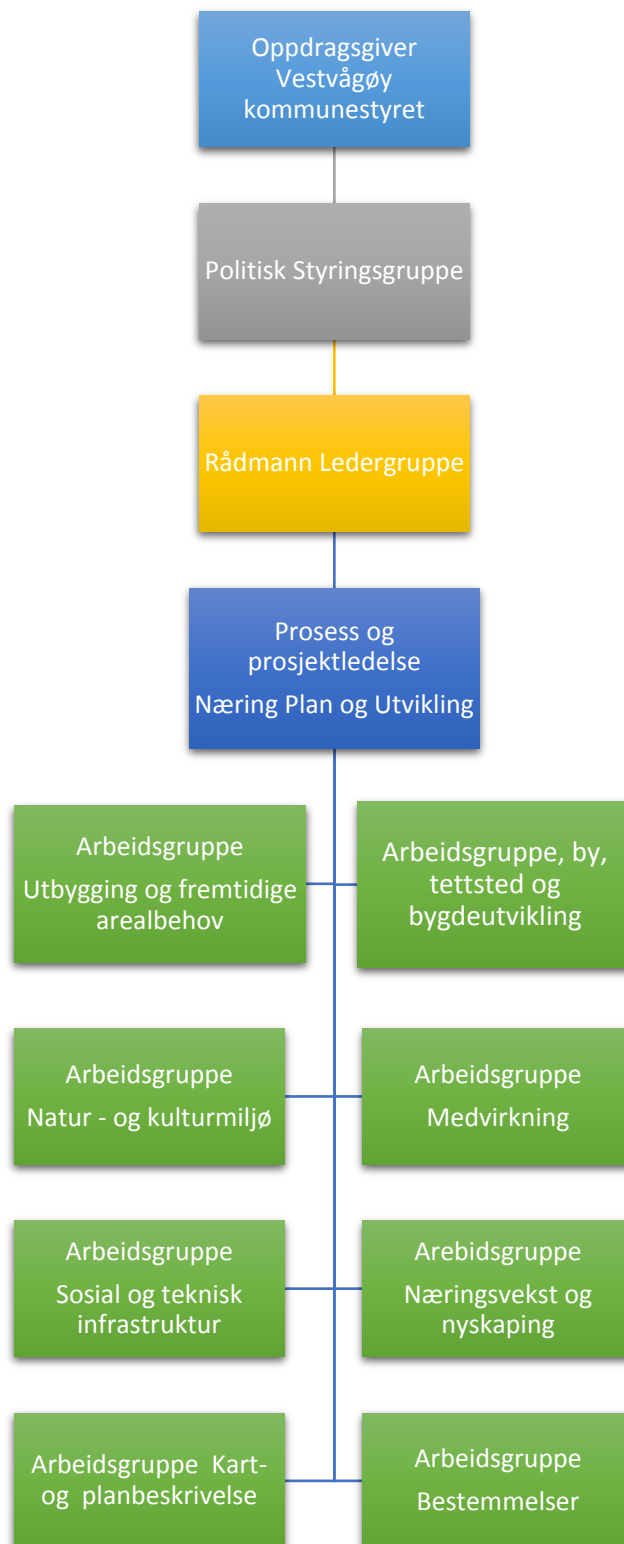 Oppdragsgiver
Vestvågøy
kommunestyret
Politisk Styringsgruppe
Rådmann Ledergruppe
Prosess og
prosjektledelse
Næring Plan og Utvikling
Arbeidsgruppe
Utbygging og fremtidige
arealbehov
Arbeidsgruppe, by,
tettsted og
bygdeutvikling
Arbeidsgruppe
Natur - og kulturmiljø
Arbeidsgruppe
Medvirkning
Arbeidsgruppe
Sosial og teknisk
infrastruktur
Arebidsgruppe
Næringsvekst og
nyskaping
Arbeidsgruppe  Kart-
og  planbeskrivelse
Arbeidsgruppe
Bestemmelser